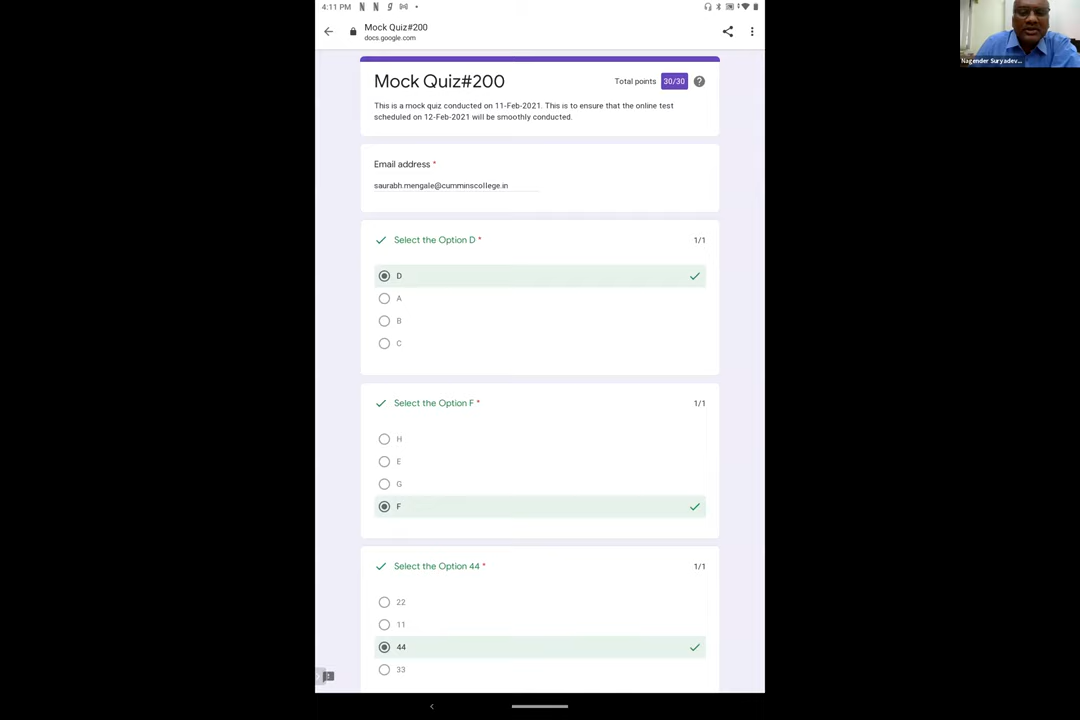 4:11 PM
Mock Quiz#200
docs.google.com
Nagender Suryadev...
Mock Quiz#200
Total points 30/30
This is a mock quiz conducted on 11-Feb-2021. This is to ensure that the online test
scheduled on 12-Feb-2021 will be smoothly conducted.
Email address *
saurabh.mengale@cumminscollege.in
Select the Option D * 1/1
D
A
B
C
Select the Option F * 1/1
H
E
G
F
Select the Option 44 * 1/1
22
11
44
33